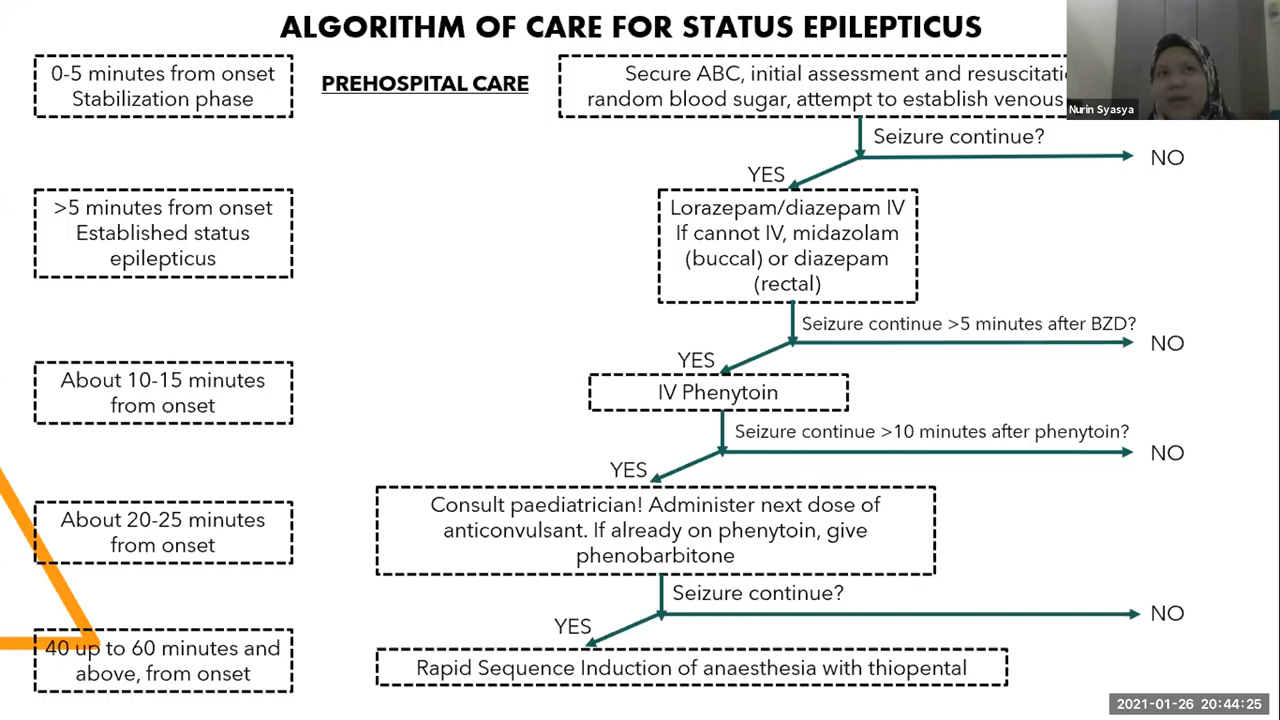 ALGORITHM OF CARE FOR STATUS EPILEPTICUS
0-5 minutes from onset
Stabilization phase
PREHOSPITAL CARE
Secure ABC, initial assessment and
random blood sugar, attempt to establish venous
Nurin Syasya
Seizure continue?
NO
YES
>5 minutes from onset
Established status
epilepticus
Lorazepam/diazepam IV
If cannot IV, midazolam
(buccal) or diazepam
(rectal)
Seizure continue >5 minutes after BZD?
NO
YES
About 10-15 minutes
from onset
IV Phenytoin
Seizure continue >10 minutes after phenytoin?
NO
YES
About 20-25 minutes
from onset
Consult paediatrician! Administer next dose of
anticonvulsant. If already on phenytoin, give
phenobarbitone
Seizure continue?
NO
YES
40 up to 60 minutes and
above, from onset
Rapid Sequence Induction of anaesthesia with thiopental
2021-01-26 20:44:25